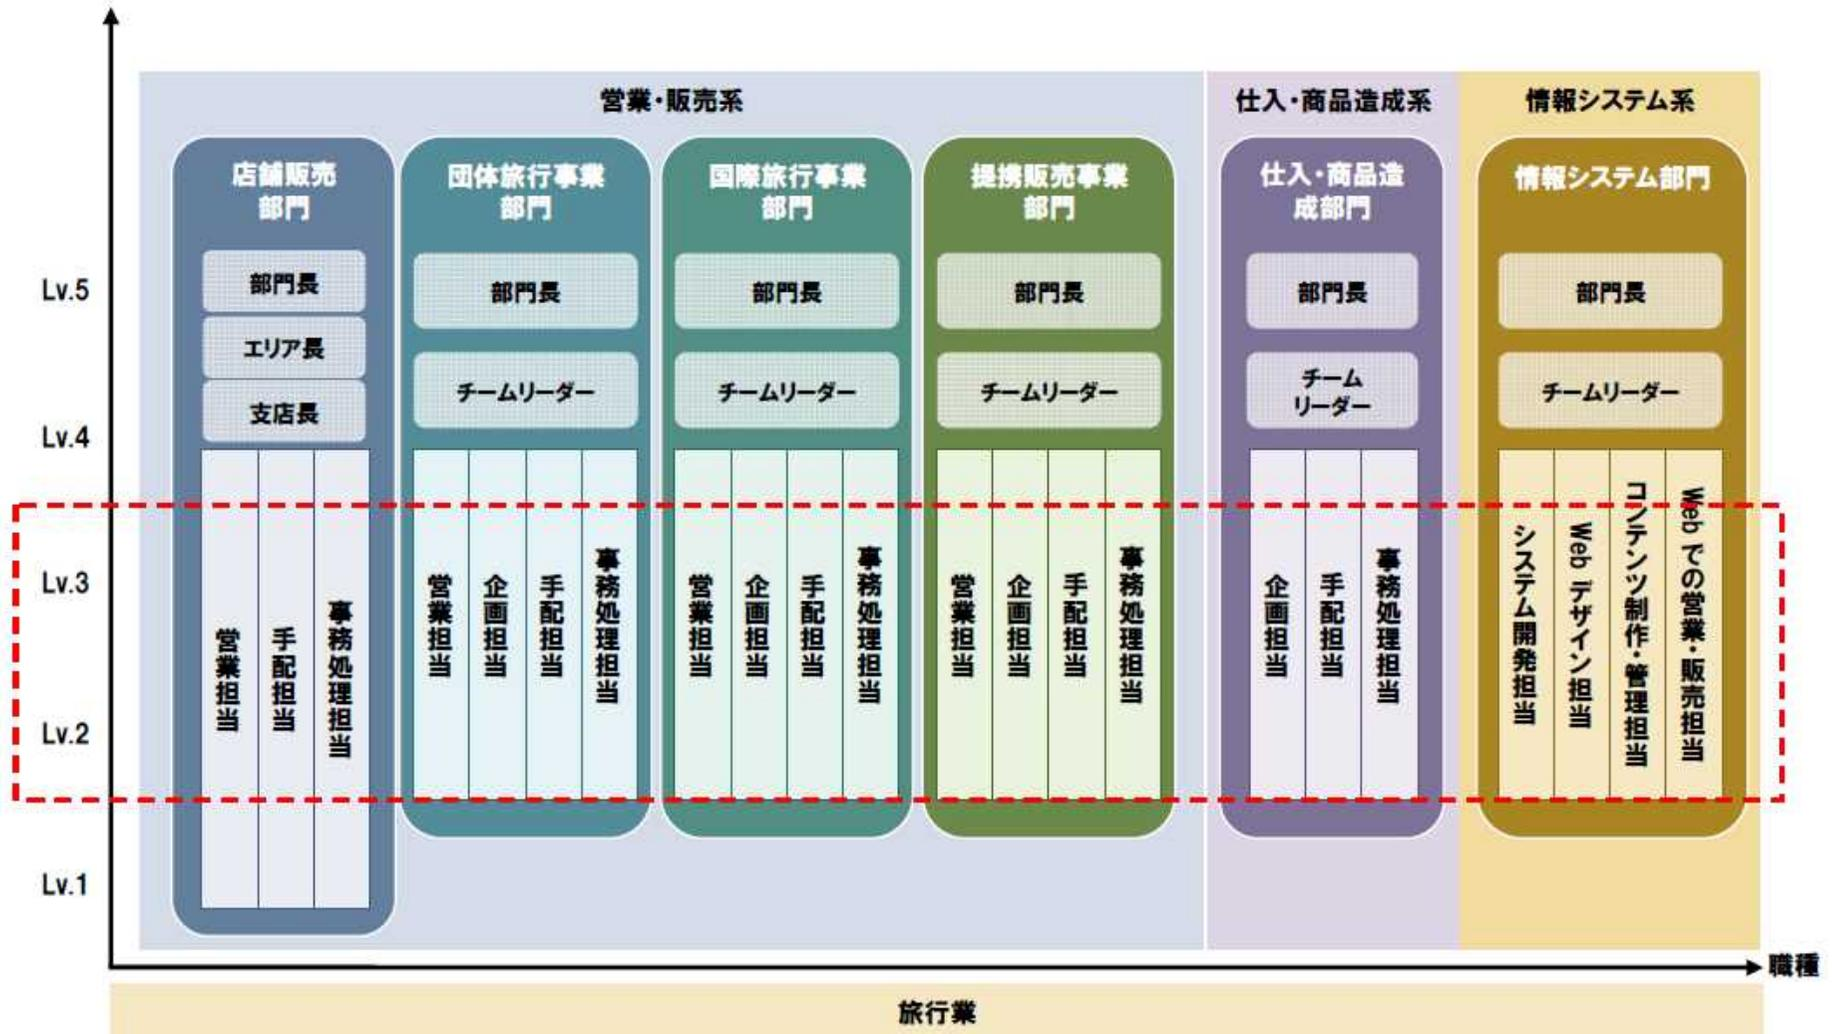 営業・販売系
仕入・商品造成系
情報システム系
店舗販売
部門
団体旅行事業
部門
国際旅行事業
部門
提携販売事業
部門
仕入・商品造
成部門
情報システム部門
Lv.5
部門長
部門長
部門長
部門長
部門長
部門長
エリア長
支店長
チームリーダー
チームリーダー
チームリーダー
チーム
リーダー
チームリーダー
Lv.4
Lv.3
Lv.2
Lv.1
営業担当
手配担当
事務処理担当
営業担当
企画担当
手配担当
事務処理担当
営業担当
企画担当
手配担当
事務処理担当
営業担当
企画担当
手配担当
事務処理担当
企画担当
手配担当
事務処理担当
システム開発担当
Web デザイン担当
コンテンツ制作・管理担当
Web での営業・販売担当
職種
旅行業